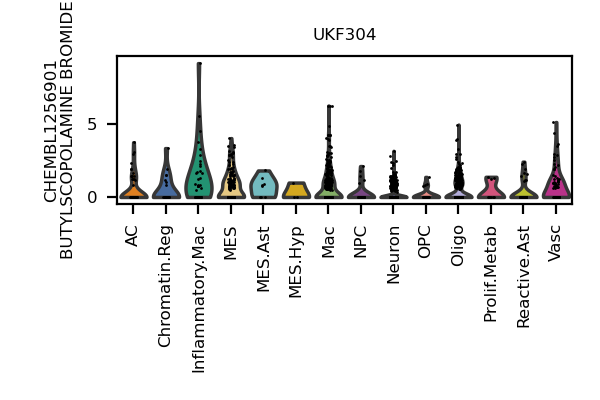 UKF304
CHEMBL1256901
BUTYLSCOPOLAMINE BROMIDE
5
0
AC
Chromatin.Reg
Inflammatory.Mac
MES
MES.Ast
MES.Hyp
Mac
NPC
Neuron
OPC
Oligo
Prolif.Metab
Reactive.Ast
Vasc